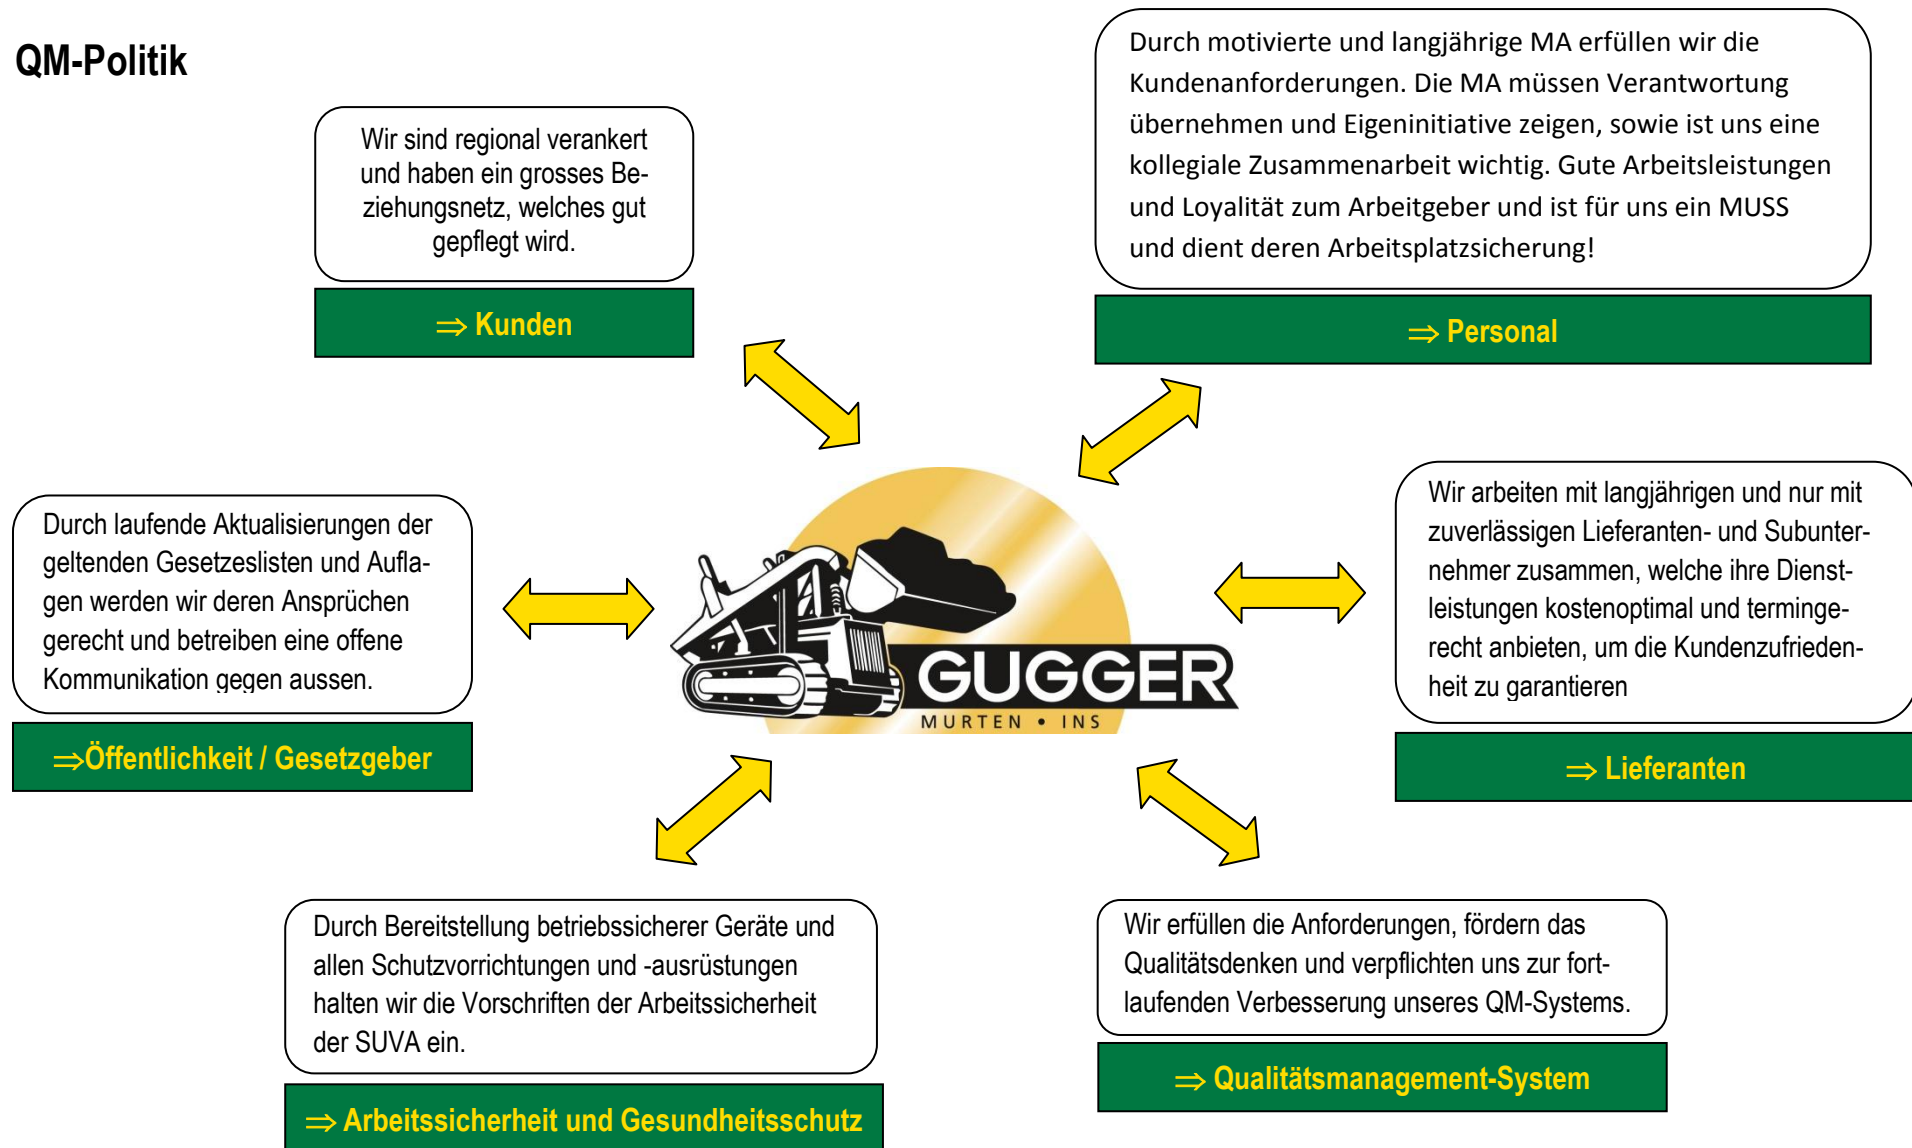 QM-Politik
Wir sind regional verankert
und haben ein grosses Be-
ziehungsnetz, welches gut
gepflegt wird.
⇒ Kunden
Durch motivierte und langjährige MA erfüllen wir die
Kundenanforderungen. Die MA müssen Verantwortung
übernehmen und Eigeninitiative zeigen, sowie ist uns eine
kollegiale Zusammenarbeit wichtig. Gute Arbeitsleistungen
und Loyalität zum Arbeitgeber und ist für uns ein MUSS
und dient deren Arbeitsplatzsicherung!
⇒ Personal
Durch laufende Aktualisierungen der
geltenden Gesetzeslisten und Aufla-
gen werden wir deren Ansprüchen
gerecht und betreiben eine offene
Kommunikation gegen aussen.
⇒Öffentlichkeit / Gesetzgeber
GUGGER
MURTEN • INS
Wir arbeiten mit langjährigen und nur mit
zuverlässigen Lieferanten- und Subunter-
nehmer zusammen, welche ihre Dienst-
leistungen kostenoptimal und terminge-
recht anbieten, um die Kundenzufrieden-
heit zu garantieren
⇒ Lieferanten
Durch Bereitstellung betriebssicherer Geräte und
allen Schutzvorrichtungen und -ausrüstungen
halten wir die Vorschriften der Arbeitssicherheit
der SUVA ein.
⇒ Arbeitssicherheit und Gesundheitsschutz
Wir erfüllen die Anforderungen, fördern das
Qualitätsdenken und verpflichten uns zur fort-
laufenden Verbesserung unseres QM-Systems.
⇒ Qualitätsmanagement-System